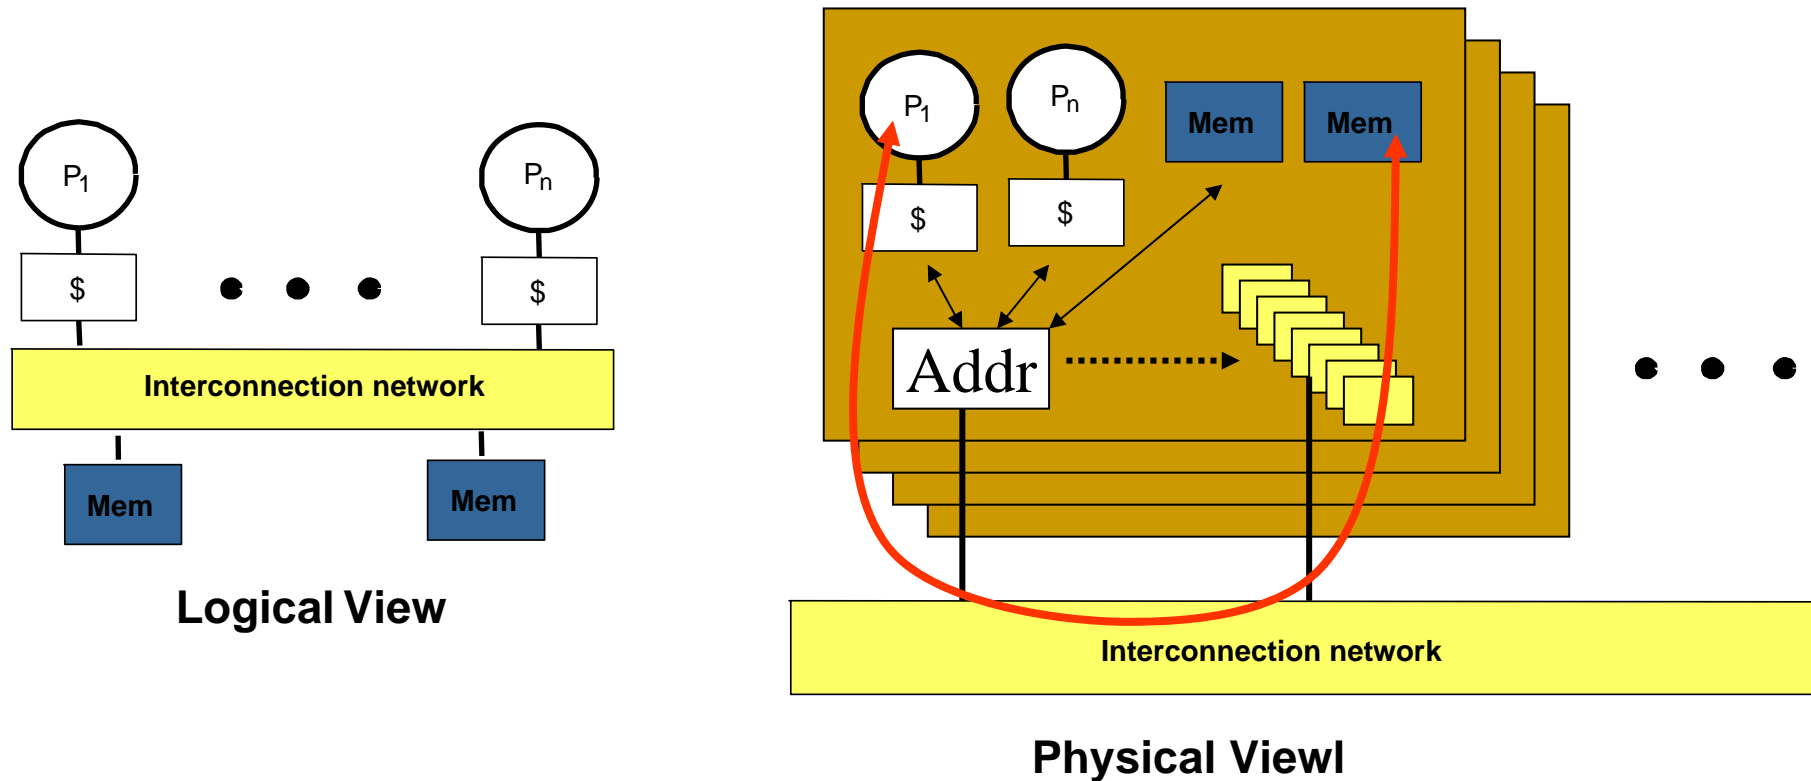 P1
Pn
$
$
Interconnection network
Mem
Mem
Logical View
P1
Pn
Mem
Mem
$
$
Addr
Interconnection network
Physical Viewl